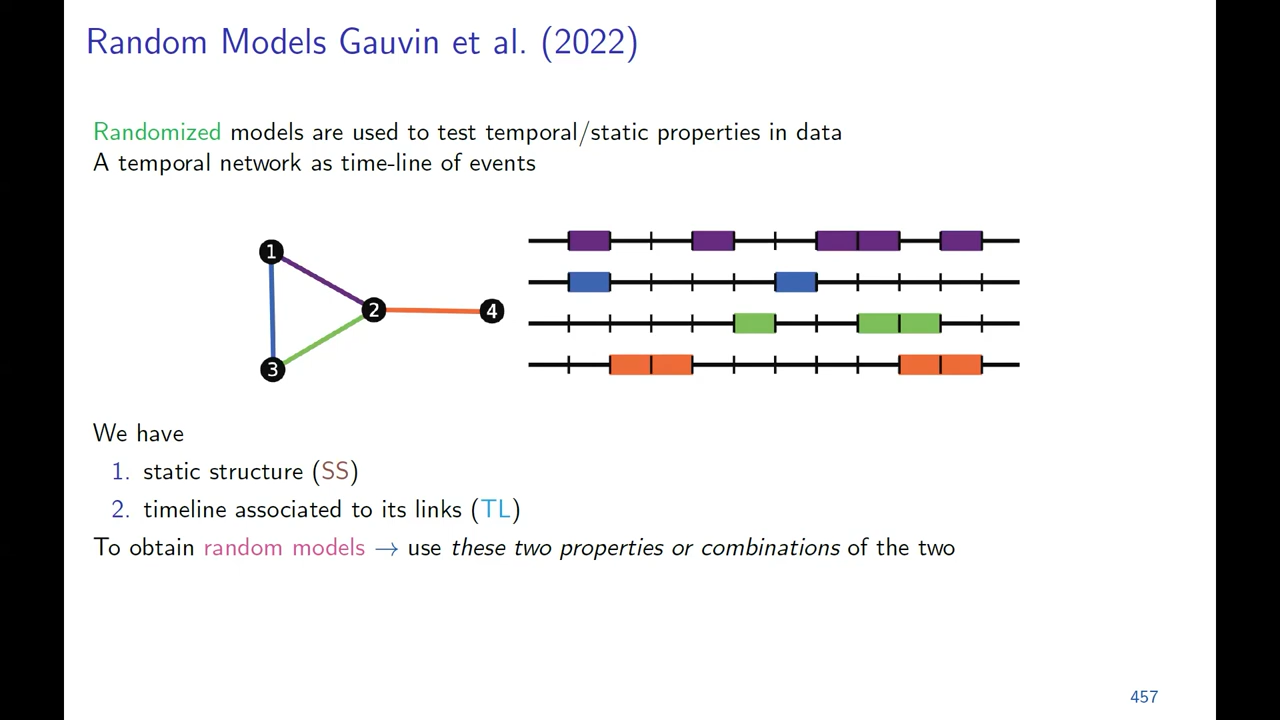 Random Models Gauvin et al. (2022)
Randomized models are used to test temporal/static properties in data
A temporal network as time-line of events
1
2
4
3
We have
1. static structure (SS)
2. timeline associated to its links (TL)
To obtain random models → use these two properties or combinations of the two
457